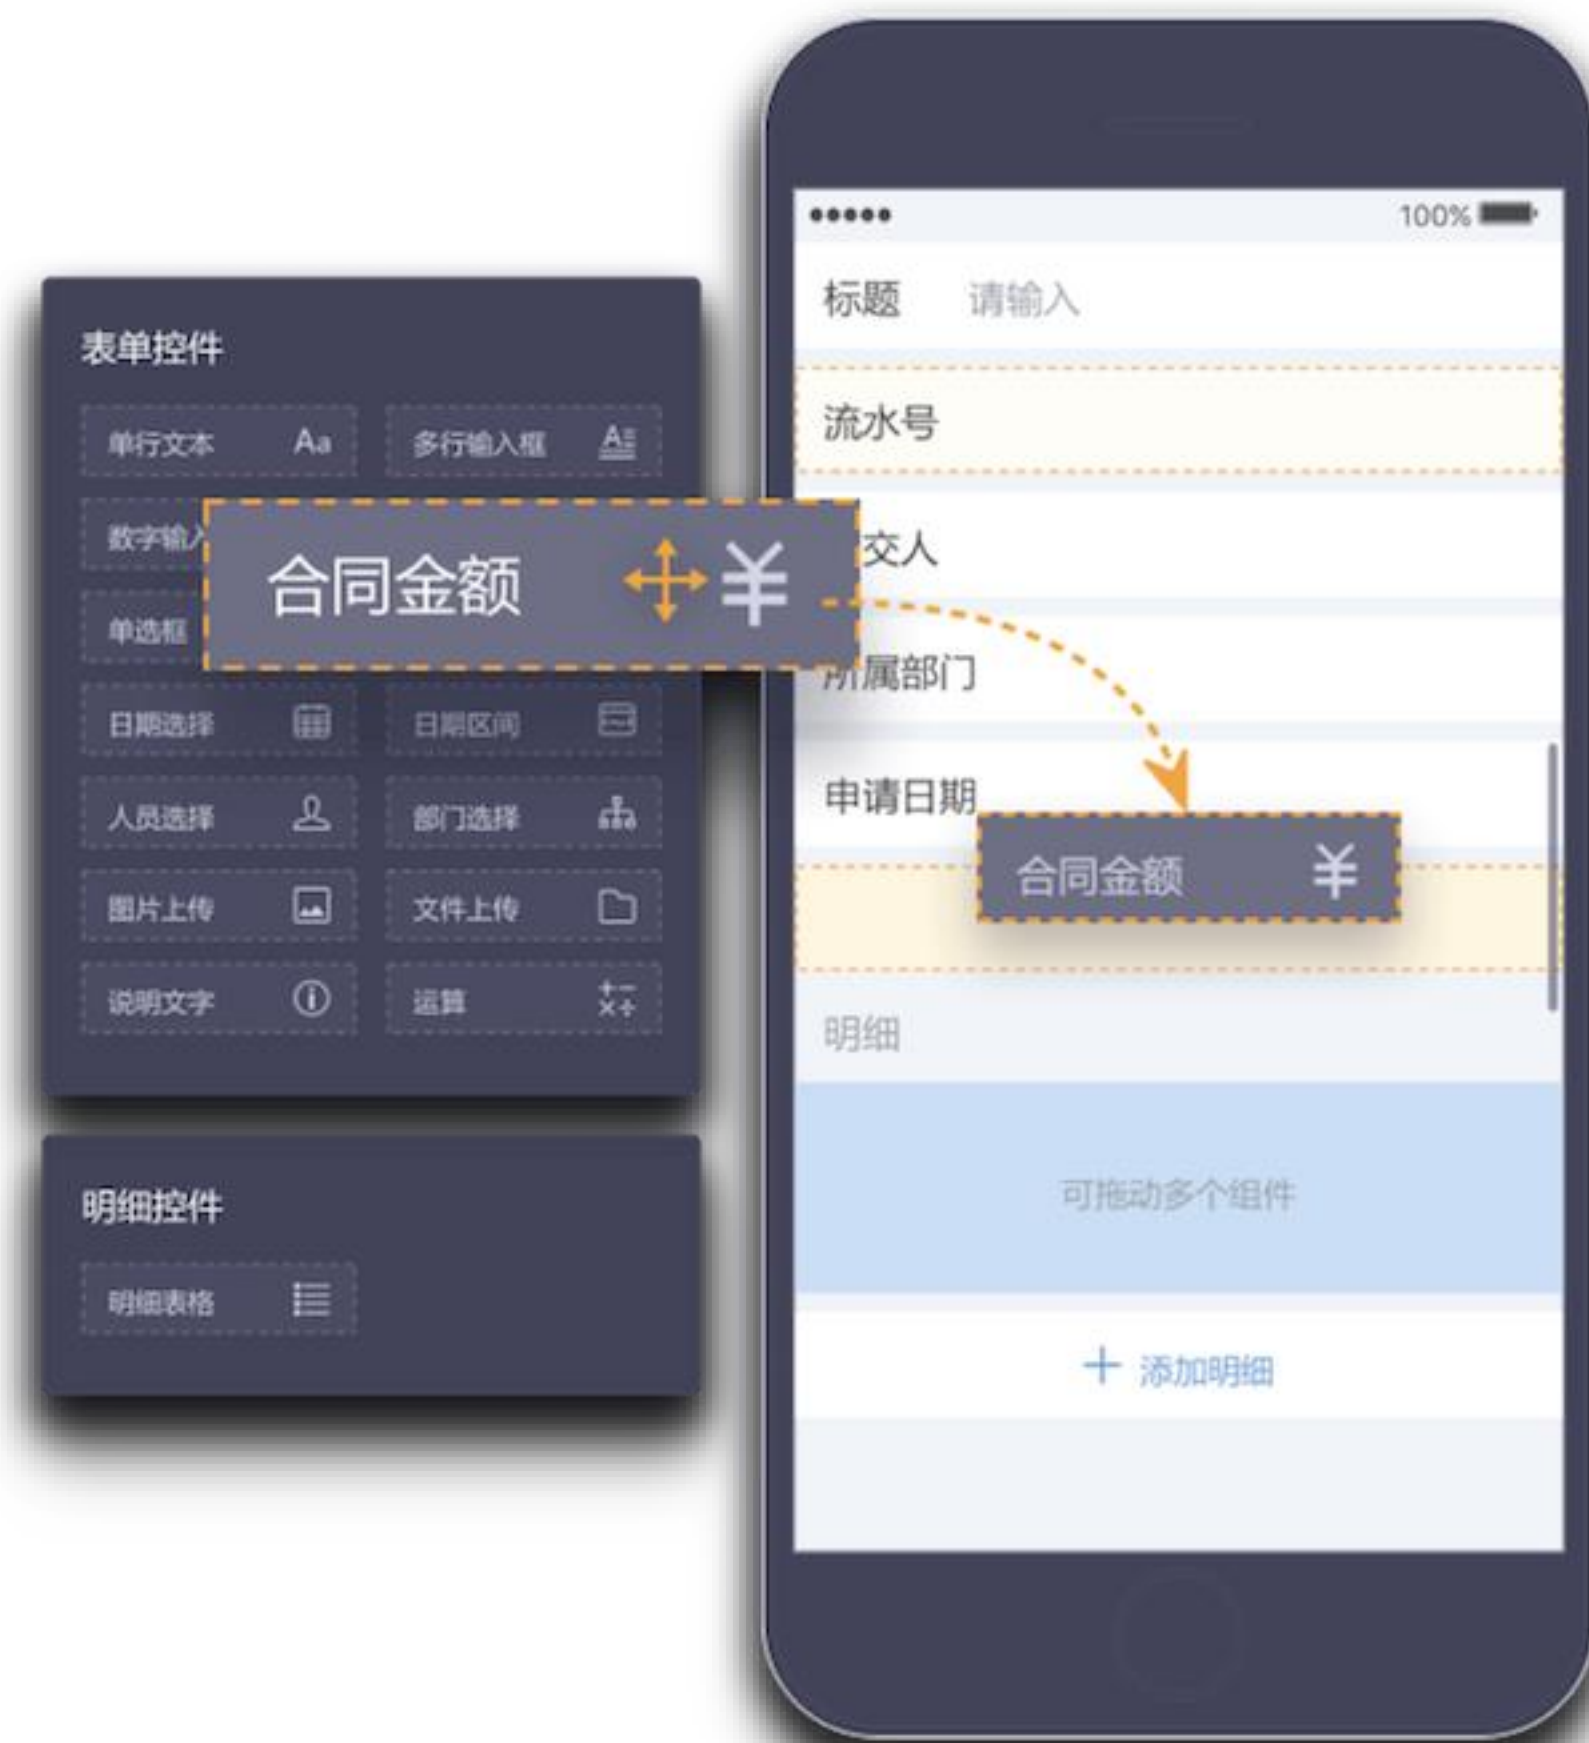 表单控件
单行文本 Aa
多行输入框
数字输入
合同金额 ¥
单选框
日期选择
日期区间
人员选择
部门选择
图片上传
文件上传
说明文字
运算
明细控件
明细表格
100%
标题 请输入
流水号
交人
所属部门
申请日期
合同金额 ¥
明细
可拖动多个组件
+ 添加明细